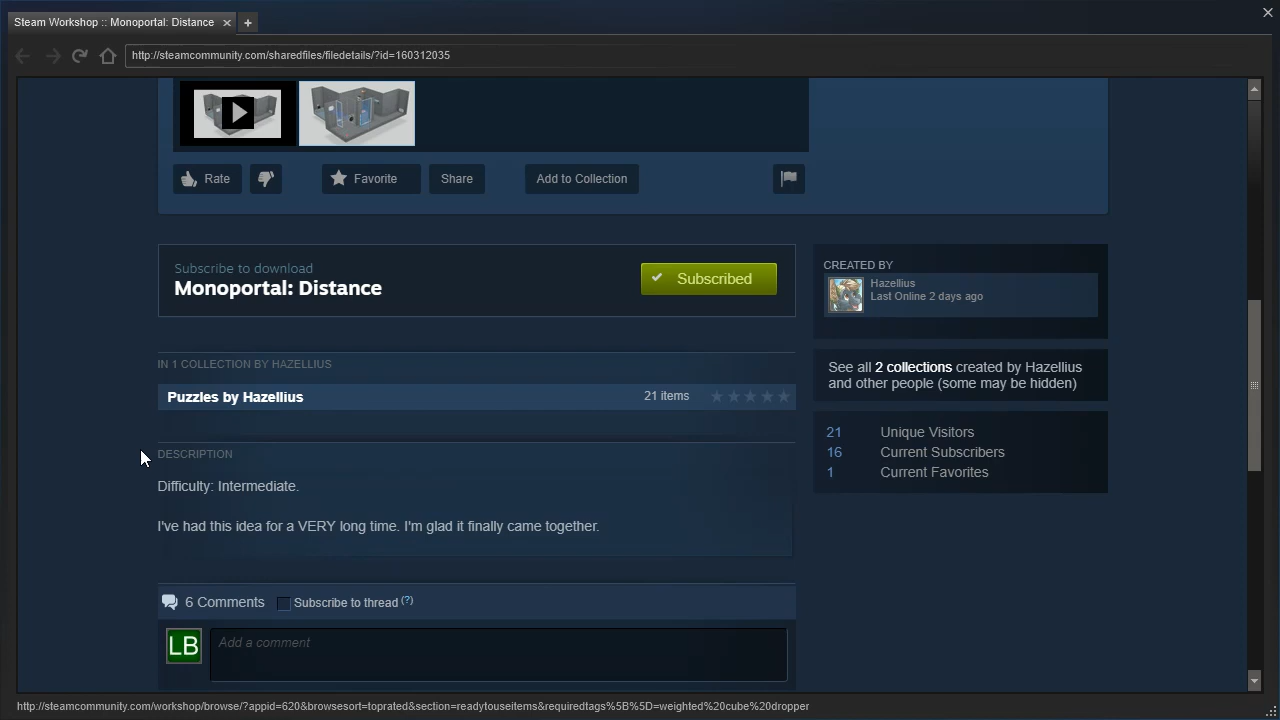 Steam Workshop :: Monoportal: Distance
http://steamcommunity.com/sharedfiles/filedetails/?id=160312035
Rate
Favorite
Share
Add to Collection
Subscribe to download
Monoportal: Distance
Subscribed
CREATED BY
Hazellius
Last Online 2 days ago
IN 1 COLLECTION BY HAZELLIUS
Puzzles by Hazellius
21 items
See all 2 collections created by Hazellius
and other people (some may be hidden)
21 Unique Visitors
16 Current Subscribers
1 Current Favorites
DESCRIPTION
Difficulty: Intermediate.
I've had this idea for a VERY long time. I'm glad it finally came together.
6 Comments
Subscribe to thread (?)
LB
Add a comment
http://steamcommunity.com/workshop/browse/?appid=620&browsesort=toprated&section=readytouseitems&requiredtags%5B%5D=weighted%20cube%20dropper